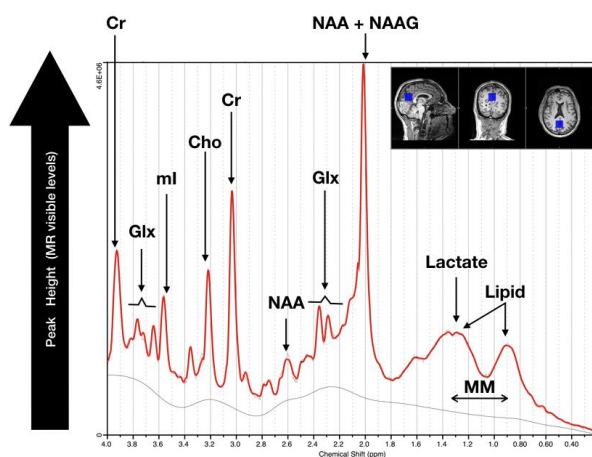 Cr
NAA + NAAG
4.6E+06
Cr
Glx
Cho
mI
Glx
Glx
Lactate
Lipid
NAA
MM
Peak Height (MR visible levels)
0
4.0 3.8 3.6 3.4 3.2 3.0 2.8 2.6 2.4 2.2 2.0 1.8 1.6 1.4 1.2 1.0 0.80 0.60 0.40
Chemical Shift (ppm)